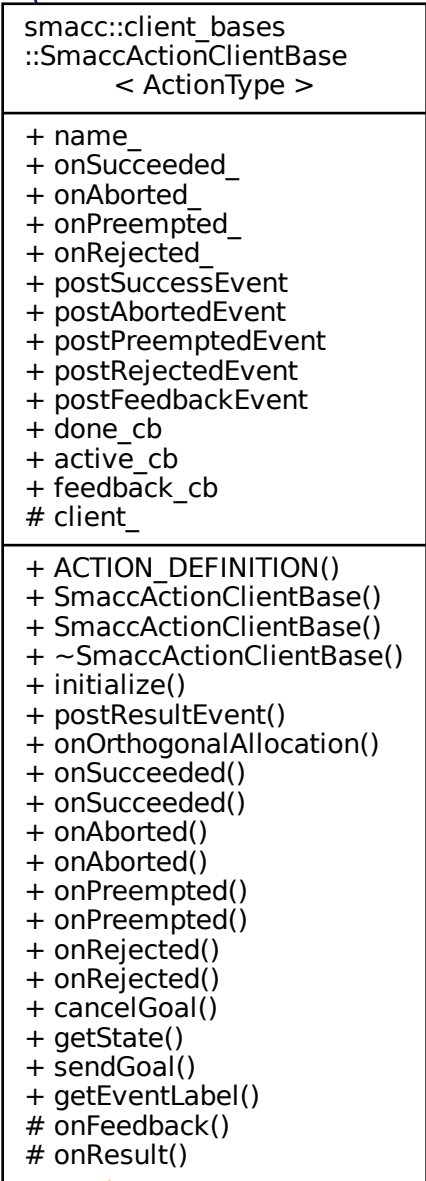 smacc::client_bases
::SmaccActionClientBase
< ActionType >
+ name_
+ onSucceeded_
+ onAborted_
+ onPreempted_
+ onRejected_
+ postSuccessEvent
+ postAbortedEvent
+ postPreemptedEvent
+ postRejectedEvent
+ postFeedbackEvent
+ done_cb
+ active_cb
+ feedback_cb
# client_
+ ACTION_DEFINITION()
+ SmaccActionClientBase()
+ SmaccActionClientBase()
+ ~SmaccActionClientBase()
+ initialize()
+ postResultEvent()
+ onOrthogonalAllocation()
+ onSucceeded()
+ onSucceeded()
+ onAborted()
+ onAborted()
+ onPreempted()
+ onPreempted()
+ onRejected()
+ onRejected()
+ cancelGoal()
+ getState()
+ sendGoal()
+ getEventLabel()
# onFeedback()
# onResult()